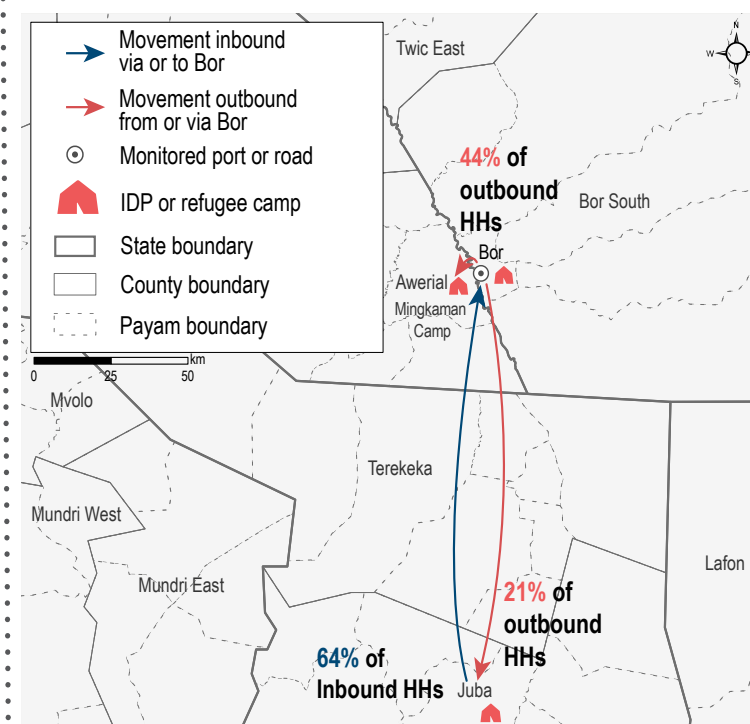 Movement inbound
via or to Bor
Movement outbound
from or via Bor
Monitored port or road
IDP or refugee camp
State boundary
County boundary
Payam boundary
km
0 25 50
Twic East
N
W
S
44% of
outbound
HHs
Bor South
Bor
Awerial
Mingkaman
Camp
Mvolo
Terekeka
Mundri West
Mundri East
Lafon
21% of
outbound
HHs
64% of
Inbound HHs
Juba